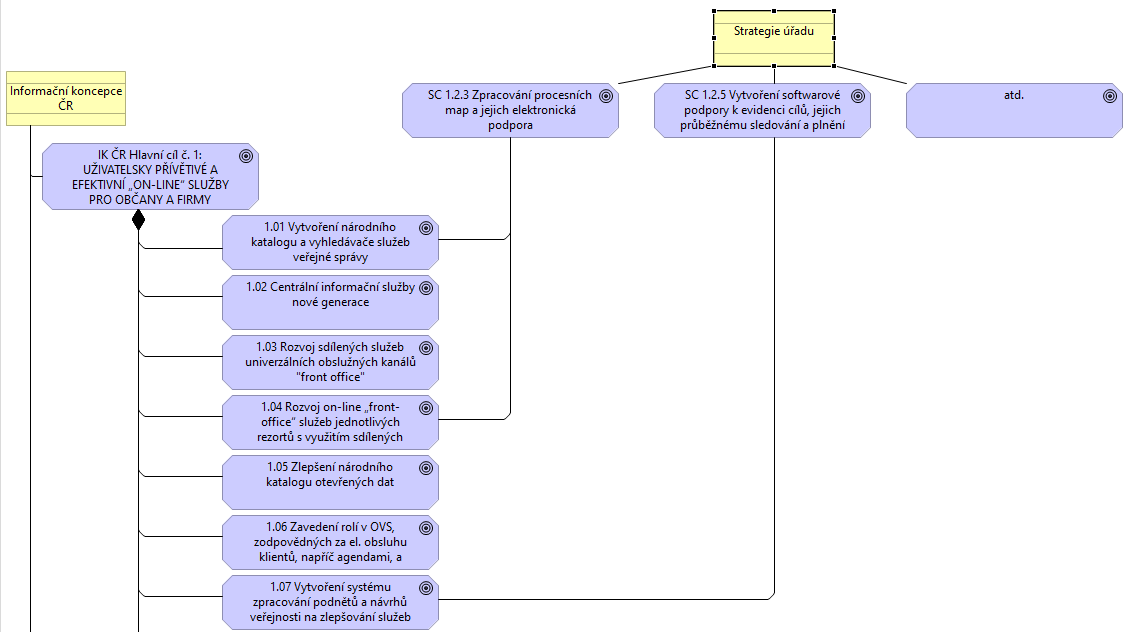 Strategie úřadu
Informační koncepce
ČR
SC 1.2.3 Zpracování procesních
map a jejich elektronická
podpora
SC 1.2.5 Vytvoření softwarové
podpory k evidenci cílů, jejich
průběžnému sledování a plnění
atd.
IK ČR Hlavní cíl č. 1:
UŽIVATELSKY PŘÍVĚTIVÉ A
EFEKTIVNÍ „ON-LINE“ SLUŽBY
PRO OBČANY A FIRMY
1.01 Vytvoření národního
katalogu a vyhledávače služeb
veřejné správy
1.02 Centrální informační služby
nové generace
1.03 Rozvoj sdílených služeb
univerzálních obslužných kanálů
"front office"
1.04 Rozvoj on-line „front-
office“ služeb jednotlivých
rezortů s využitím sdílených
1.05 Zlepšení národního
katalogu otevřených dat
1.06 Zavedení rolí v OVS,
zodpovědných za el. obsluhu
klientů, napříč agendami, a
1.07 Vytvoření systému
zpracování podnětů a návrhů
veřejnosti na zlepšování služeb